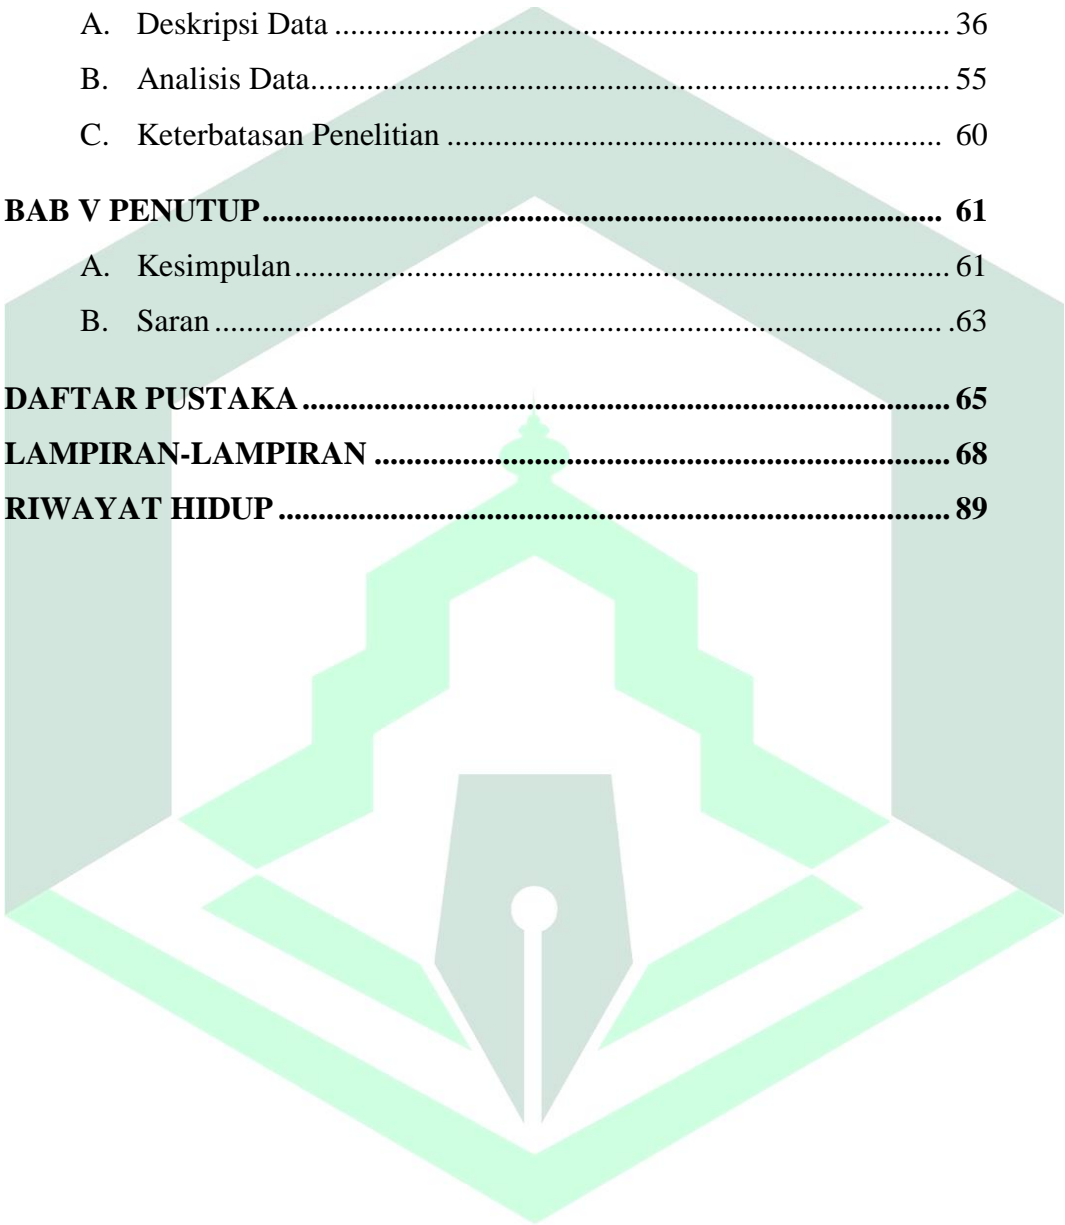 A. Deskripsi Data ............................................................................ 36
B. Analisis Data............................................................................... 55
C. Keterbatasan Penelitian ............................................................. 60
BAB V PENUTUP..................................................................................... 61
A. Kesimpulan................................................................................. 61
B. Saran .......................................................................................... .63
DAFTAR PUSTAKA ................................................................................. 65
LAMPIRAN-LAMPIRAN ........................................................................ 68
RIWAYAT HIDUP .................................................................................... 89